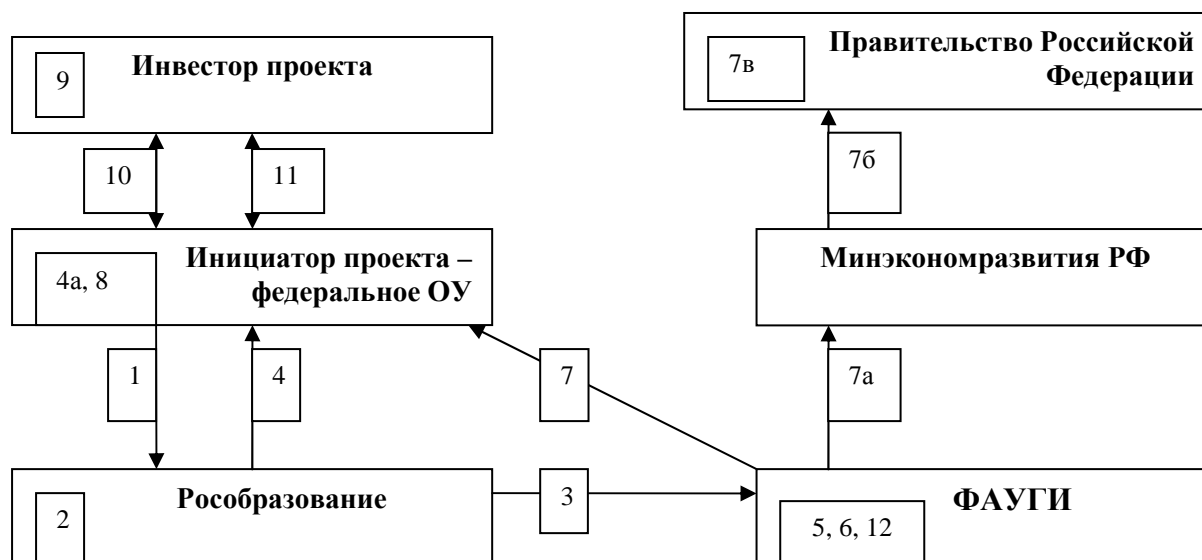 Инвестор проекта
9
Правительство Российской
Федерации
7в
10
11
7б
Инициатор проекта –
федеральное ОУ
4а, 8
Минэкономразвития РФ
1
4
7
7а
Рособразование
2
3
ФАУГИ
5, 6, 12